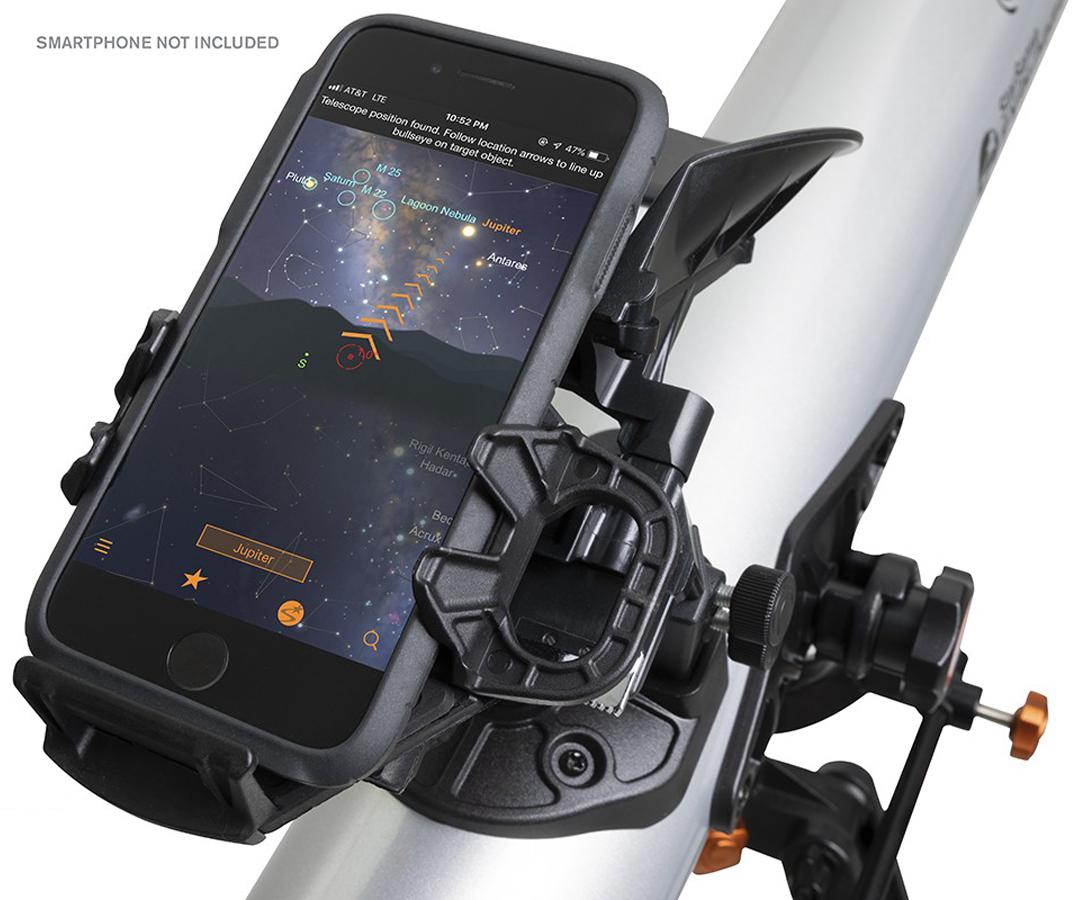 SMARTPHONE NOT INCLUDED
AT&T LTE
10:52 PM
47%
Telescope position found. Follow location arrows to line up
bullseye on target object.
M 25
Pluto
Saturn
M 22
Lagoon Nebula
Jupiter
Antares
S
Hadar
Acrux
Jupiter